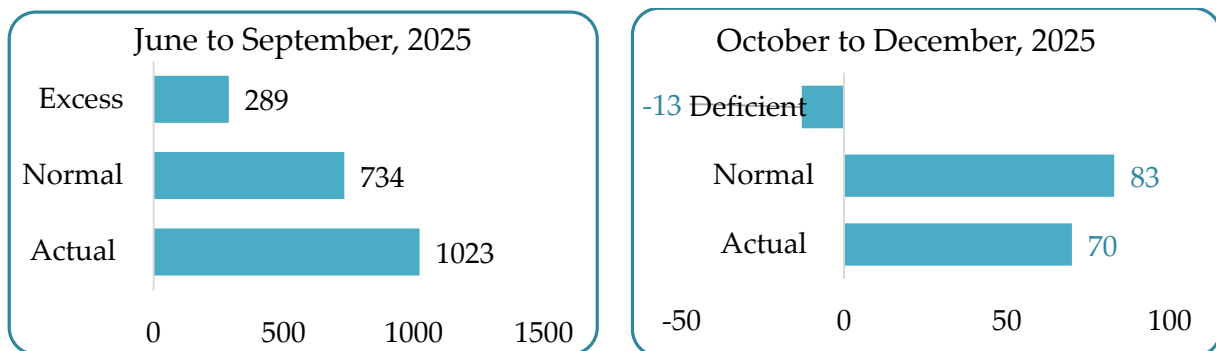 June to September, 2025
Excess 289
Normal 734
Actual 1023
0 500 1000 1500
October to December, 2025
-13 Deficient
Normal 83
Actual 70
-50 0 50 100